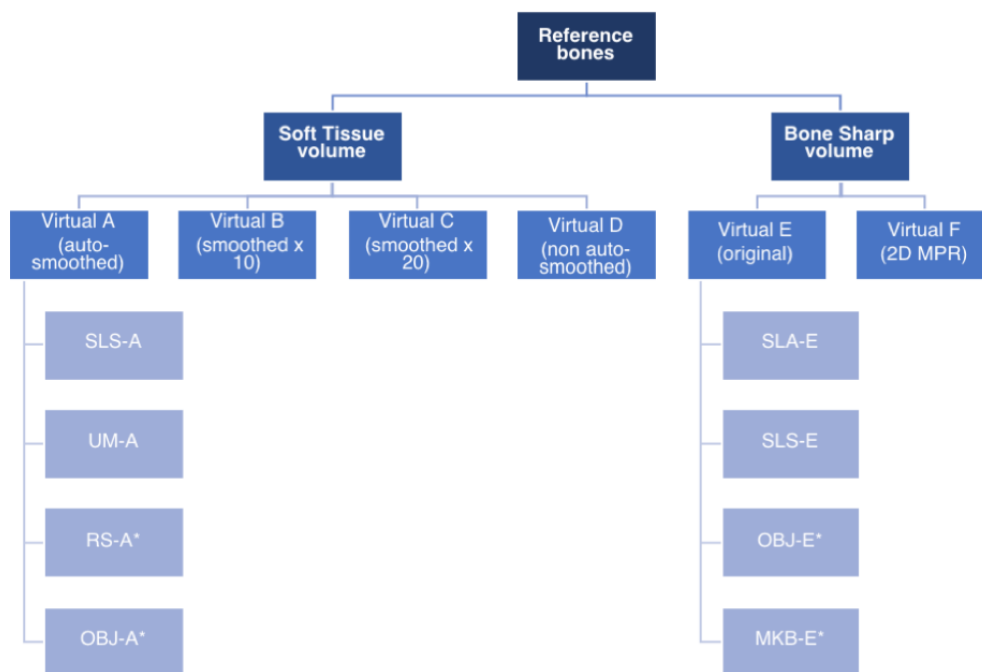 Reference
bones
Soft Tissue
volume
Bone Sharp
volume
Virtual A
(auto-
smoothed)
Virtual B
(smoothed x
10)
Virtual C
(smoothed x
20)
Virtual D
(non auto-
smoothed)
Virtual E
(original)
Virtual F
(2D MPR)
SLS-A
UM-A
RS-A*
OBJ-A*
SLA-E
SLS-E
OBJ-E*
MKB-E*